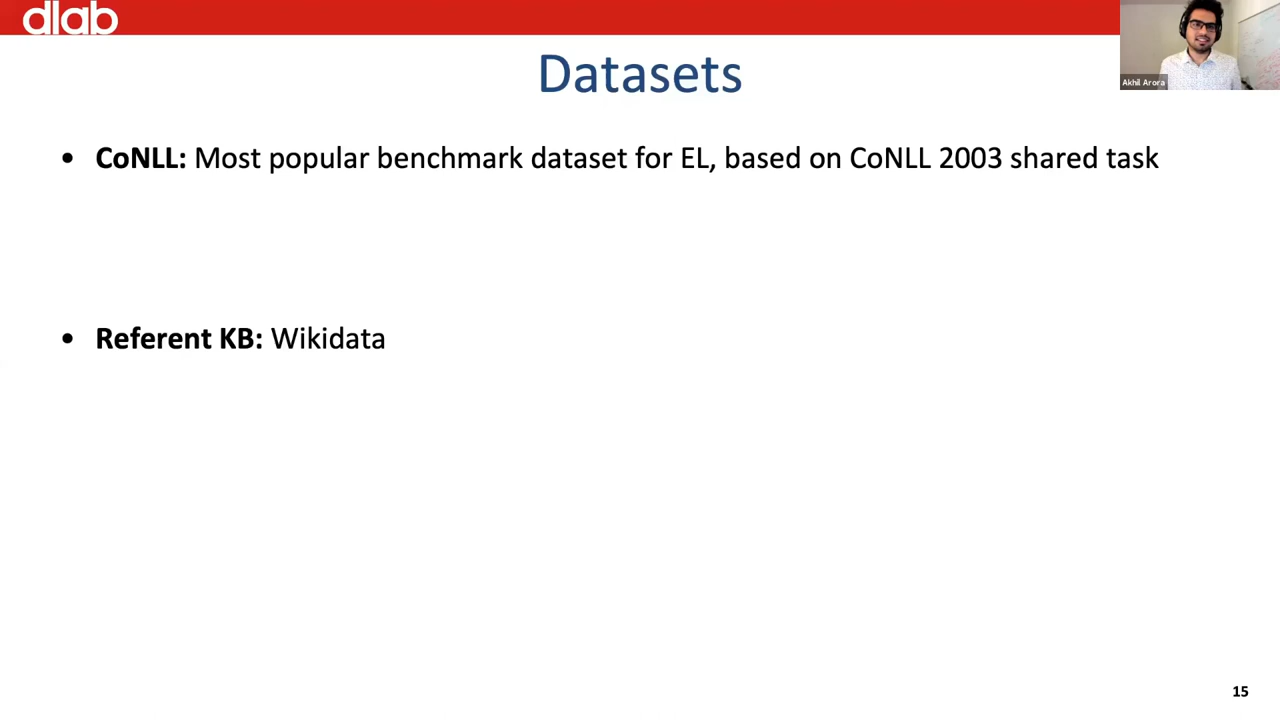 dlab
Akhil Arora
Datasets
• CoNLL: Most popular benchmark dataset for EL, based on CoNLL 2003 shared task
• Referent KB: Wikidata
15